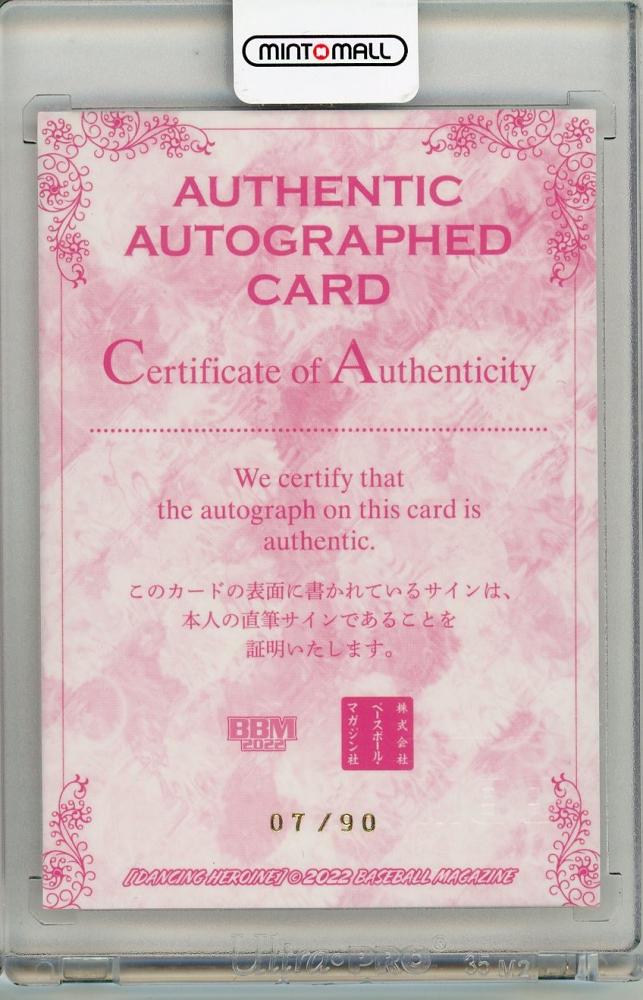 MINT MALL
AUTHENTIC
AUTOGRAPHED
CARD
Certificate of Authenticity
We certify that
the autograph on this card is
authentic.
このカードの表面に書かれているサインは、
本人の直筆サインであることを
証明いたします。
BBM
2022
株式会社
ベースボール・
マガジン社
07/90
[DANCING HEROINE] © 2022 BASEBALL MAGAZINE
Ultra·PRO®